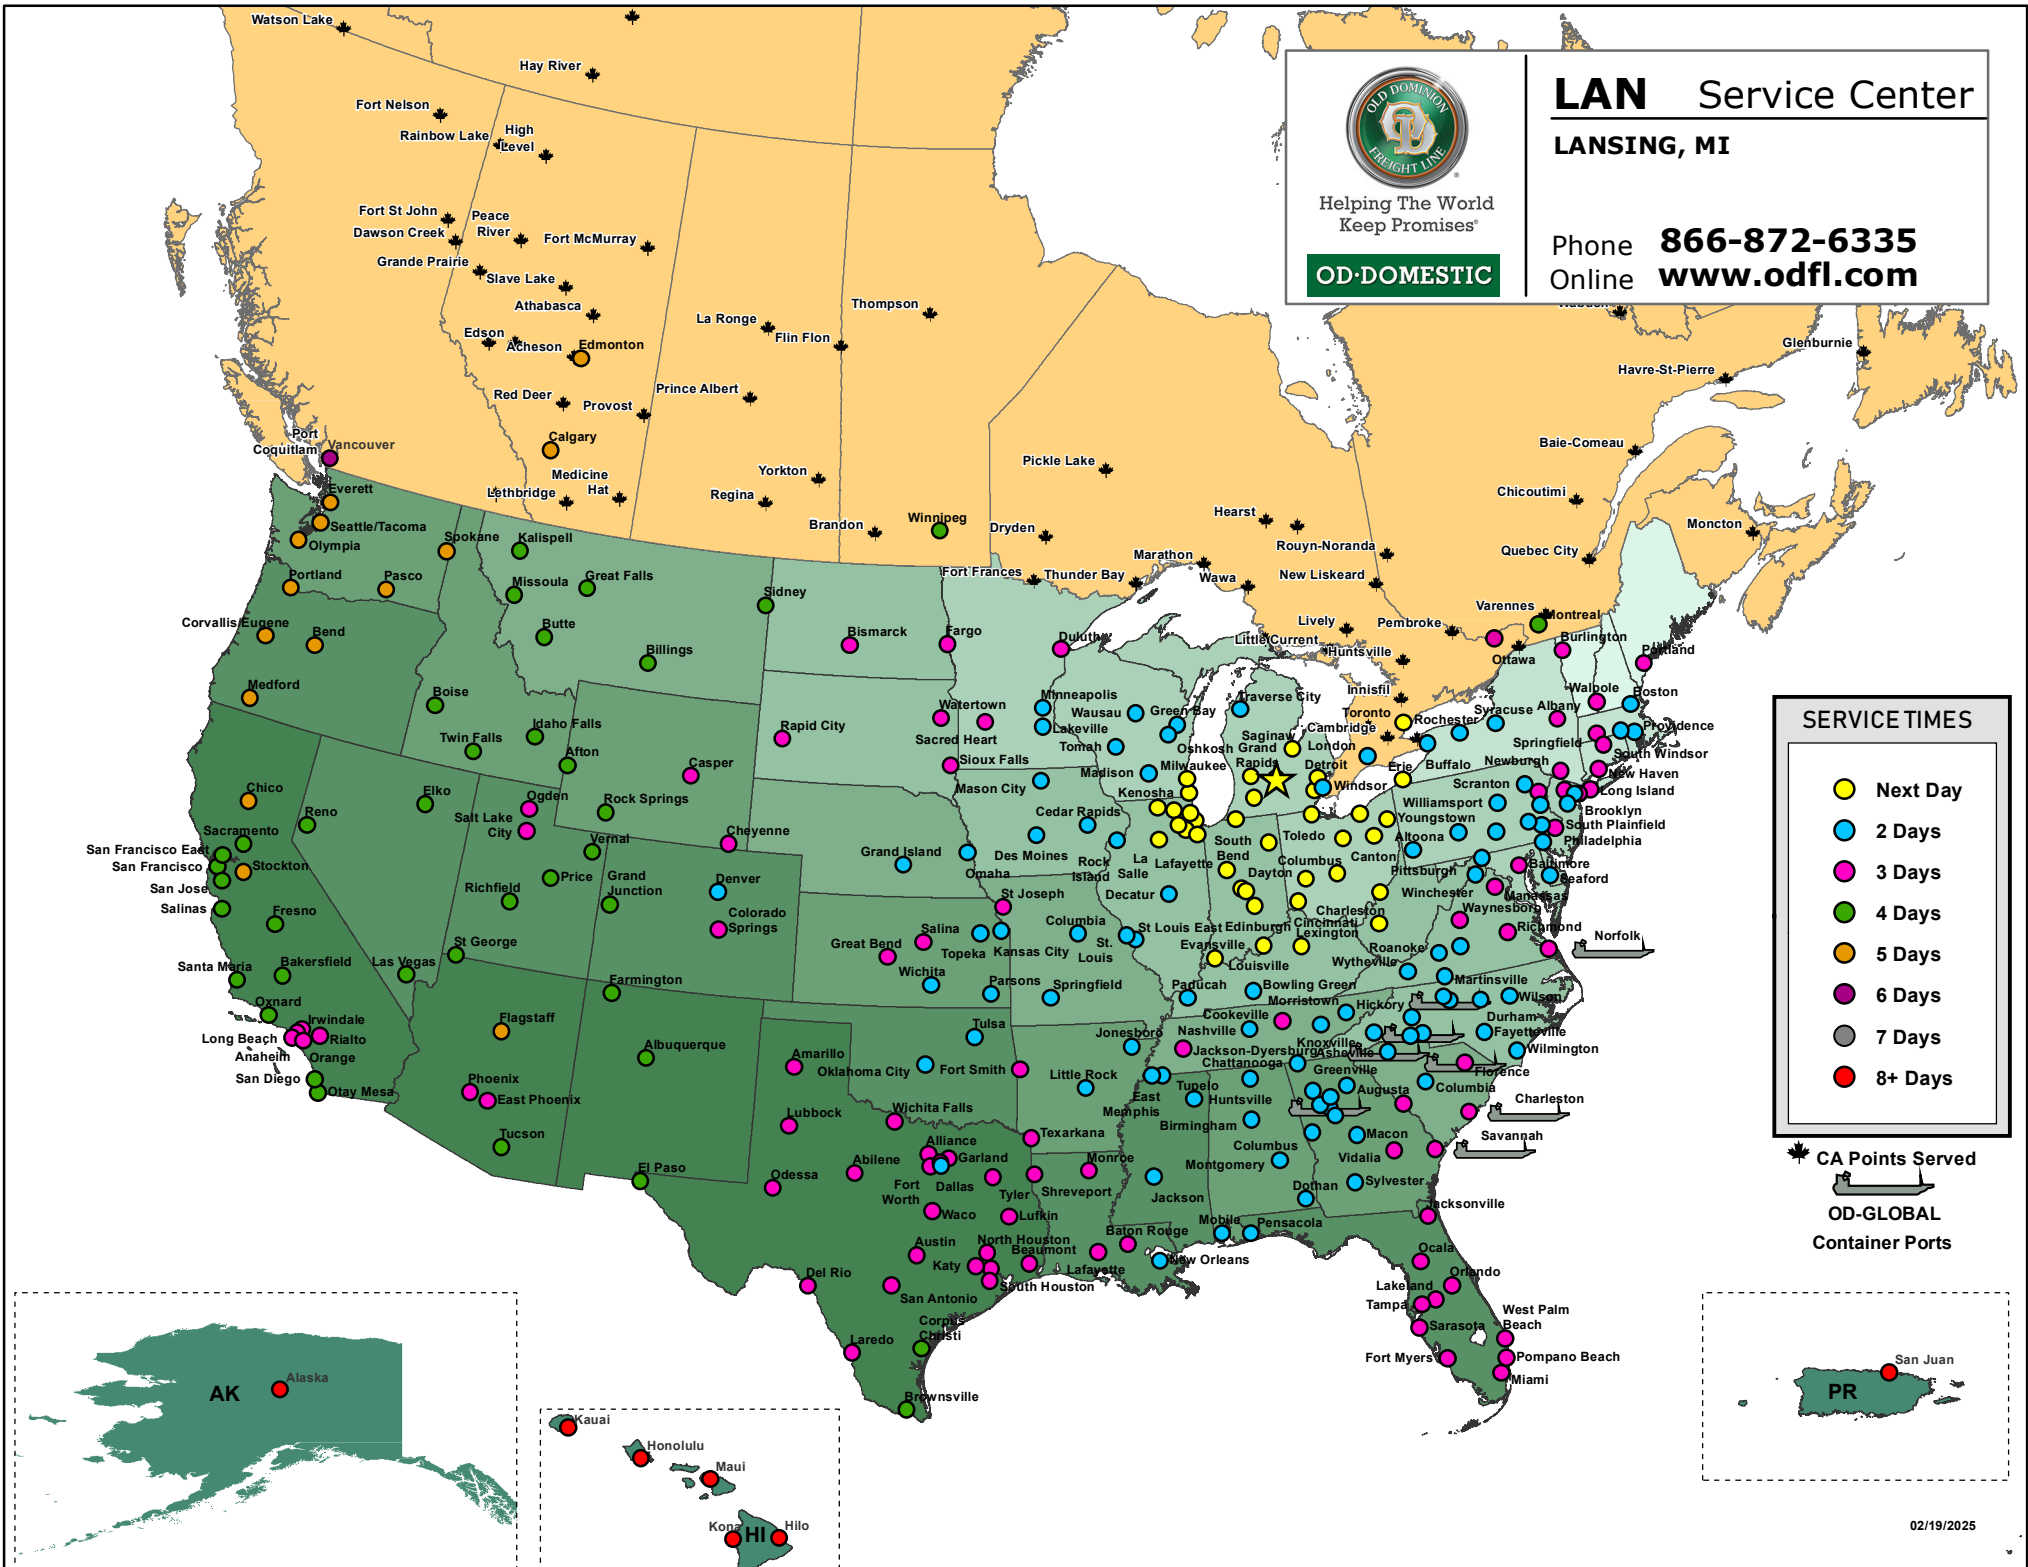 Watson Lake
Hay River
Fort Nelson
Rainbow Lake
High
Level
Fort St John
Dawson Creek
Peace
River
Fort McMurray
Grande Prairie
Slave Lake
Athabasca
Edson
Acheson
Edmonton
Red Deer
Provost
Calgary
Medicine
Hat
Lethbridge
La Ronge
Flin Flon
Prince Albert
Thompson
Yorkton
Regina
Brandon
Winnipeg
Pickle Lake
Dryden
Fort Frances
Thunder Bay
Marathon
Wawa
Hearst
Rouyn-Noranda
New Liskeard
Lively
Little Current
Huntsville
Pembroke
Innisfil
Toronto
Cambridge
London
Windsor
Ottawa
Varennes
Montreal
Quebec City
Chicoutimi
Baie-Comeau
Havre-St-Pierre
Glenburnie
Moncton
Port
Coquitlam
Vancouver
OLD DOMINION
FREIGHT LINE
Helping The World
Keep Promises®
OD·DOMESTIC
LAN Service Center
LANSING, MI
Phone 866-872-6335
Online www.odfl.com
Everett
Seattle/Tacoma
Olympia
Spokane
Portland
Pasco
Corvallis/Eugene
Bend
Medford
Kalispell
Missoula
Great Falls
Butte
Billings
Sidney
Boise
Idaho Falls
Twin Falls
Afton
Casper
Rock Springs
Cheyenne
Chico
Reno
Elko
Ogden
Salt Lake
City
Vernal
Sacramento
San Francisco East
San Francisco
Stockton
San Jose
Salinas
Fresno
Richfield
Price
Grand
Junction
Denver
Colorado
Springs
St George
Las Vegas
Santa Maria
Bakersfield
Oxnard
Irwindale
Long Beach
Rialto
Anaheim
Orange
San Diego
Otay Mesa
Farmington
Flagstaff
Albuquerque
Phoenix
East Phoenix
Tucson
El Paso
Bismarck
Fargo
Duluth
Rapid City
Watertown
Sacred Heart
Sioux Falls
Minneapolis
Lakeville
Wausau
Green Bay
Tomah
Oshkosh
Madison
Milwaukee
Kenosha
Mason City
Cedar Rapids
Des Moines
Rock
Island
La
Salle
Omaha
Grand Island
Decatur
Traverse City
Saginaw
Grand
Rapids
Detroit
South
Bend
Toledo
Lafayette
Columbus
Dayton
Canton
Youngstown
Erie
Buffalo
Rochester
Syracuse
Albany
Burlington
Portland
Walpole
Boston
Providence
Springfield
South Windsor
Newburgh
New Haven
Long Island
Scranton
Brooklyn
Williamsport
South Plainfield
Altoona
Philadelphia
Pittsburgh
Baltimore
Seaford
Winchester
Manassas
Waynesboro
Richmond
Norfolk
Roanoke
Wytheville
Martinsville
Charleston
Cincinnati
Lexington
Edinburgh
Evansville
Louisville
St Louis East
St.
Louis
Columbia
St Joseph
Kansas City
Topeka
Salina
Great Bend
Wichita
Parsons
Springfield
Paducah
Bowling Green
Morristown
Hickory
Wilson
Durham
Fayetteville
Wilmington
Cookeville
Nashville
Knoxville
Asheville
Jackson-Dyersburg
Chattanooga
Jonesboro
Tulsa
Oklahoma City
Fort Smith
Little Rock
Amarillo
Lubbock
Wichita Falls
Tupelo
Huntsville
East
Memphis
Birmingham
Greenville
Augusta
Columbia
Florence
Charleston
Savannah
Macon
Vidalia
Columbus
Montgomery
Sylvester
Dothan
Texarkana
Alliance
Garland
Abilene
Fort
Worth
Dallas
Tyler
Odessa
Monroe
Shreveport
Jackson
Waco
Lufkin
Austin
North Houston
Beaumont
Katy
South Houston
Lafayette
Baton Rouge
New Orleans
Mobile
Pensacola
Del Rio
San Antonio
Laredo
Corpus
Christi
Brownsville
Jacksonville
Ocala
Orlando
Lakeland
Tampa
Sarasota
West Palm
Beach
Fort Myers
Pompano Beach
Miami
SERVICE TIMES
Next Day
2 Days
3 Days
4 Days
5 Days
6 Days
7 Days
8+ Days
CA Points Served
OD-GLOBAL
Container Ports
AK
Alaska
Kauai
Honolulu
Maui
Kona
HI
Hilo
San Juan
PR
02/19/2025